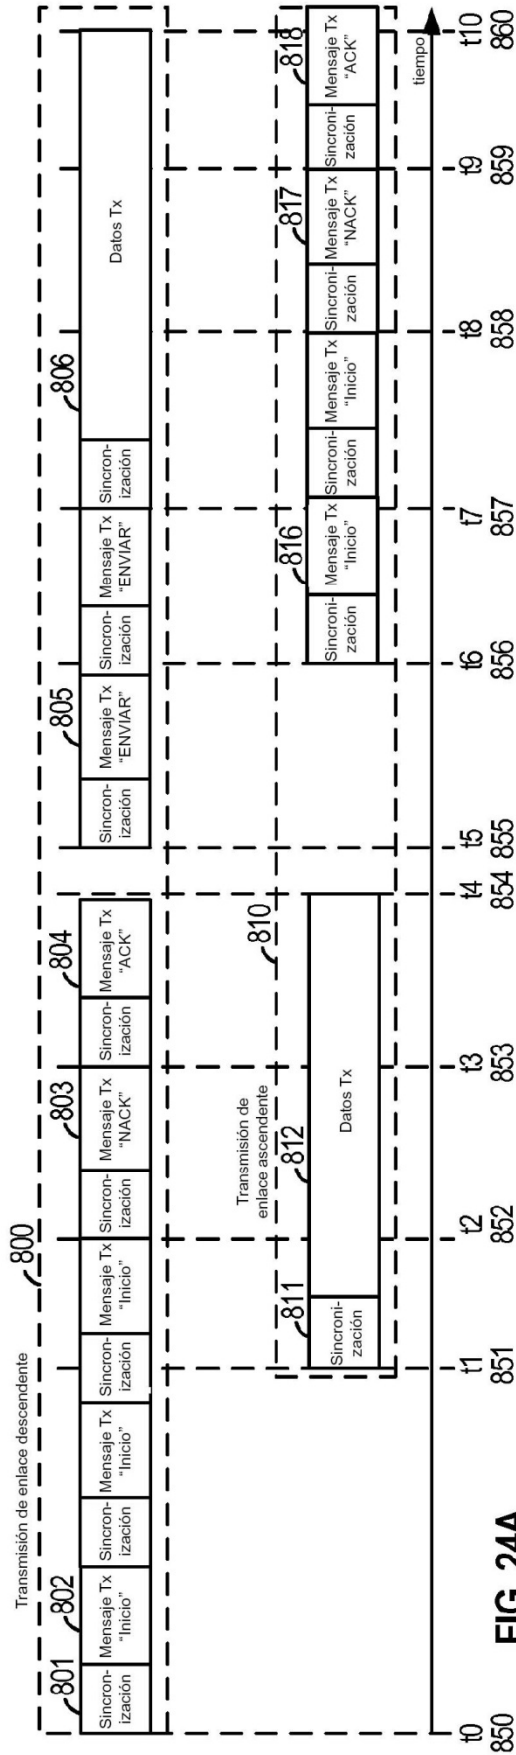 Transmisión de enlace descendente
800
801
802
803
804
805
806
Sincron-
ización
Mensaje Tx
“Inicio”
Sincron-
ización
Mensaje Tx
“Inicio”
Sincron-
ización
Mensaje Tx
“Inicio”
Sincron-
ización
Mensaje Tx
“NACK”
Sincron-
ización
Mensaje Tx
“ACK”
Sincron-
ización
Mensaje Tx
“ENVIAR”
Sincron-
ización
Mensaje Tx
“ENVIAR”
Sincron-
ización
Datos Tx
Transmisión de
enlace ascendente
810
811
812
816
817
818
Sincroni-
zación
Datos Tx
Sincroni-
zación
Mensaje Tx
“Inicio”
Sincroni-
zación
Mensaje Tx
“Inicio”
Sincroni-
zación
Mensaje Tx
“NACK”
Sincroni-
zación
Mensaje Tx
“ACK”
tiempo
t0 t1 t2 t3 t4 t5 t6 t7 t8 t9 t10
850 851 852 853 854 855 856 857 858 859 860
FIG. 24A